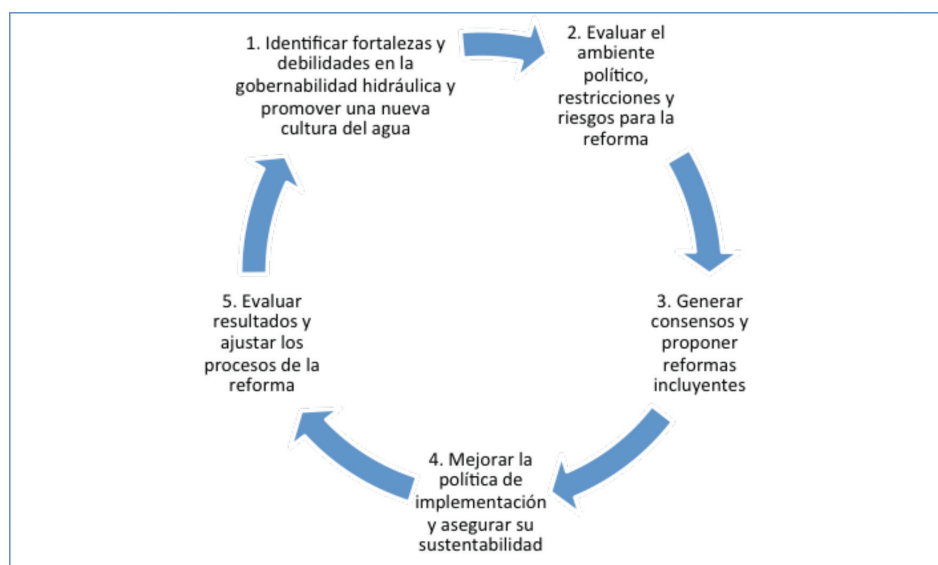 1. Identificar fortalezas y
debilidades en la
gobernabilidad hidráulica y
promover una nueva
cultura del agua
2. Evaluar el
ambiente
político,
restricciones y
riesgos para la
reforma
3. Generar
consensos y
proponer
reformas
incluyentes
4. Mejorar la
política de
implementación
y asegurar su
sustentabilidad
5. Evaluar
resultados y
ajustar los
procesos de la
reforma